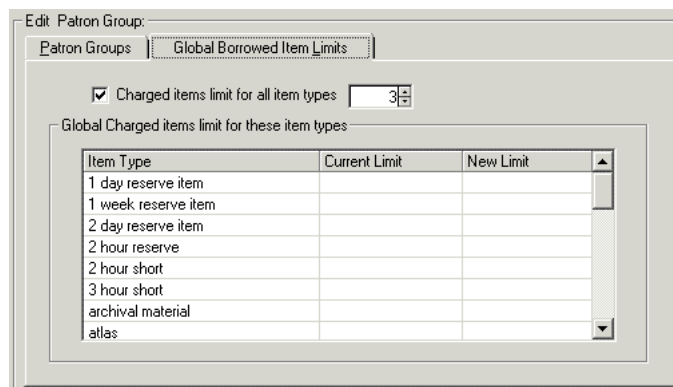 Edit Patron Group:
Patron Groups
Global Borrowed Item Limits
Charged items limit for all item types 3
Global Charged items limit for these item types
Item Type Current Limit New Limit
1 day reserve item
1 week reserve item
2 day reserve item
2 hour reserve
2 hour short
3 hour short
archival material
atlas